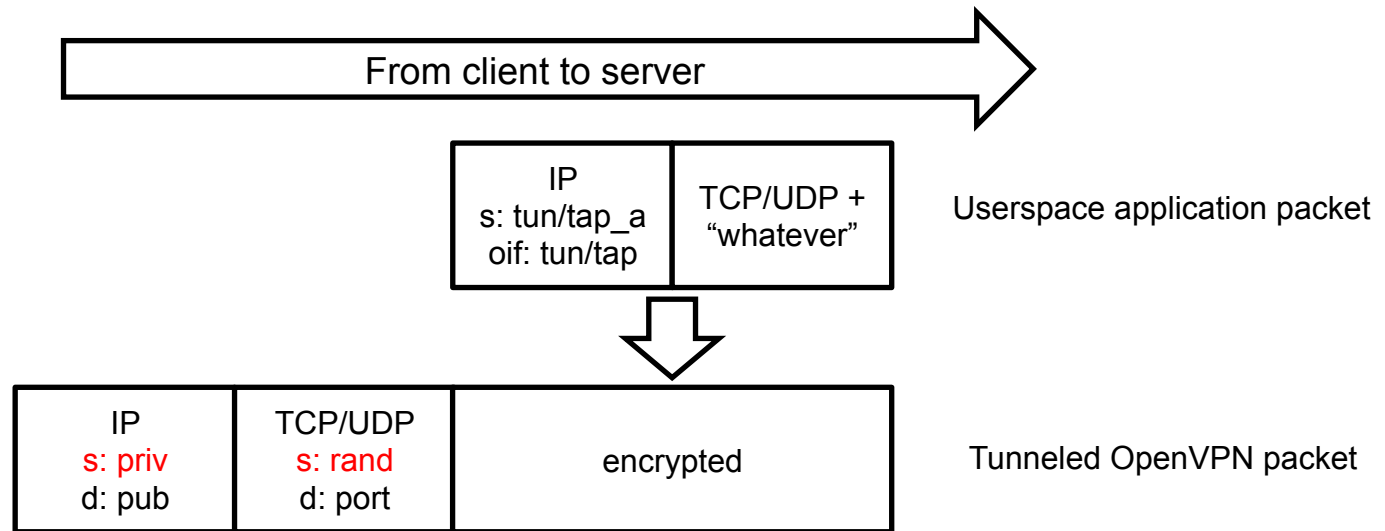 From client to server
IP
s: tun/tap_a
oif: tun/tap
TCP/UDP +
“whatever”
Userspace application packet
IP
s: priv
d: pub
TCP/UDP
s: rand
d: port
encrypted
Tunneled OpenVPN packet